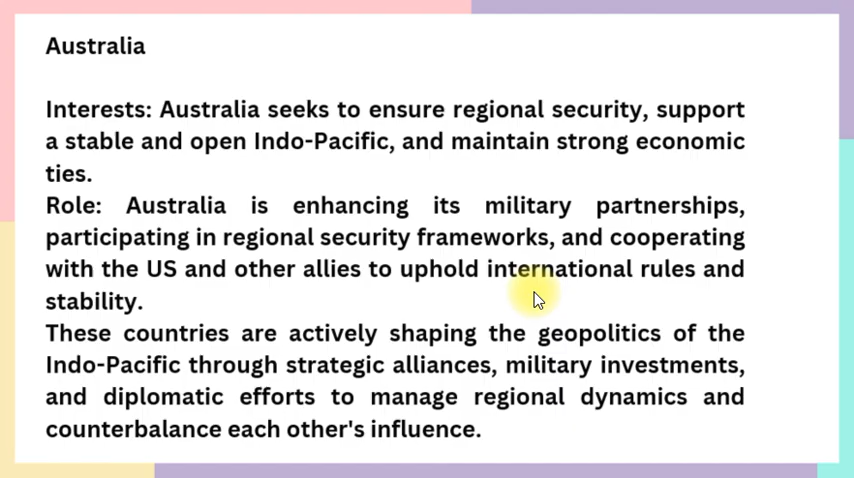 Australia
Interests: Australia seeks to ensure regional security, support
a stable and open Indo-Pacific, and maintain strong economic
ties.
Role: Australia is enhancing its military partnerships,
participating in regional security frameworks, and cooperating
with the US and other allies to uphold international rules and
stability.
These countries are actively shaping the geopolitics of the
Indo-Pacific through strategic alliances, military investments,
and diplomatic efforts to manage regional dynamics and
counterbalance each other's influence.